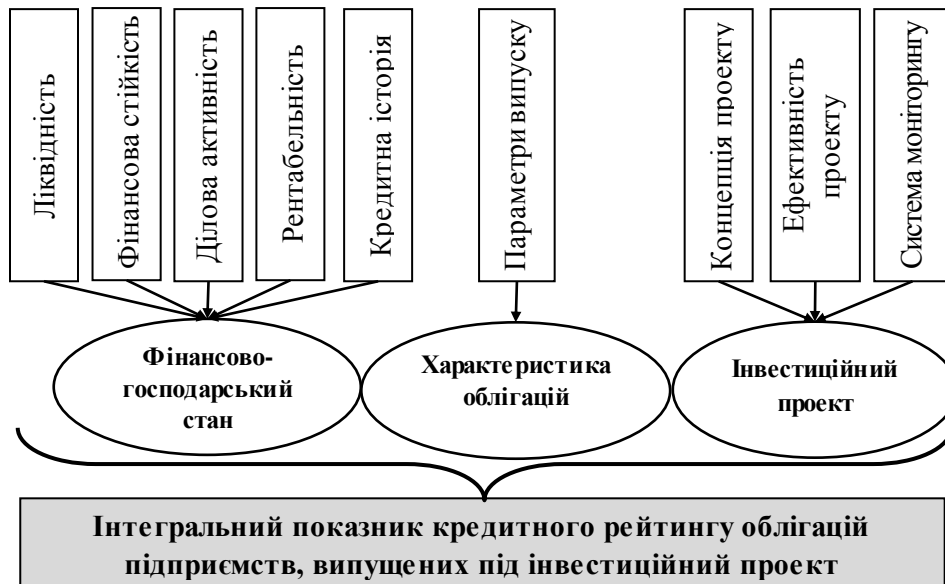 Ліквідність
Фінансова стійкість
Ділова активність
Рентабельність
Кредитна історія
Параметри випуску
Концепція проекту
Ефективність
проекту
Система моніторингу
Фінансово-
господарський
стан
Характеристика
облігацій
Інвестиційний
проект
Інтегральний показник кредитного рейтингу облігацій
підприємств, випущених під інвестиційний проект